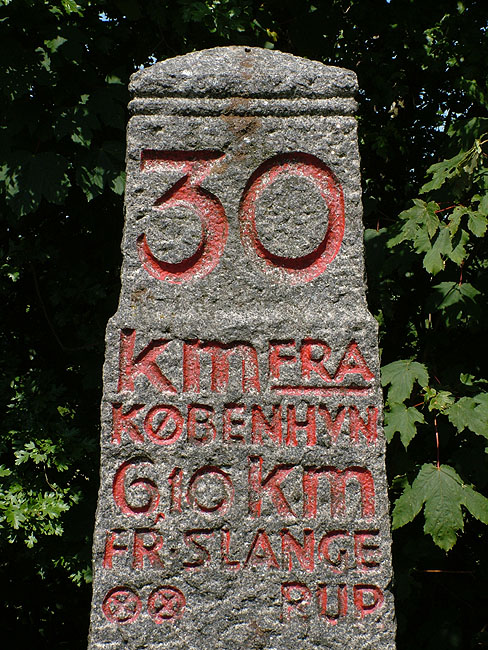 30
km FRA
KØBENHVN
6,10 km
FR·SLANGE
RUP